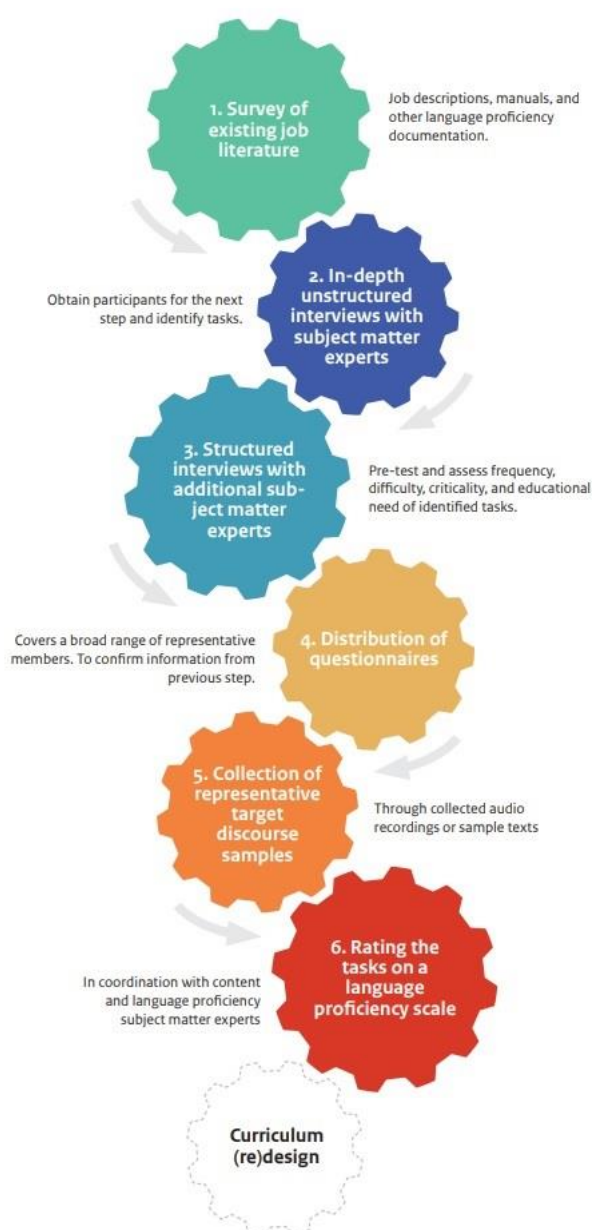 1. Survey of
existing job
literature
Job descriptions, manuals, and
other language proficiency
documentation.
2. In-depth
unstructured
interviews with
subject matter
experts
Obtain participants for the next
step and identify tasks.
3. Structured
interviews with
additional sub-
ject matter
experts
Pre-test and assess frequency,
difficulty, criticality, and educational
need of identified tasks.
4. Distribution of
questionnaires
Covers a broad range of representative
members. To confirm information from
previous step.
5. Collection of
representative
target
discourse
samples
Through collected audio
recordings or sample texts
6. Rating the
tasks on a
language
proficiency scale
In coordination with content
and language proficiency
subject matter experts
Curriculum
(re)design